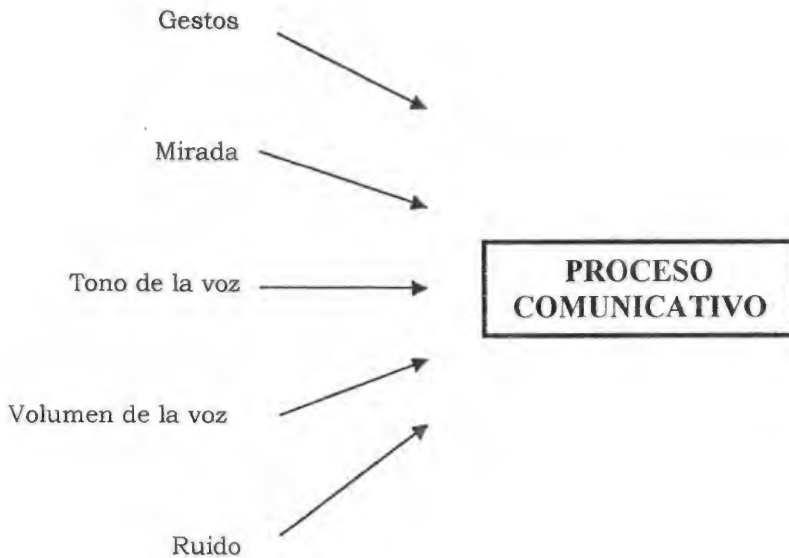 Gestos
Mirada
Tono de la voz
Volumen de la voz
Ruido
PROCESO
COMUNICATIVO